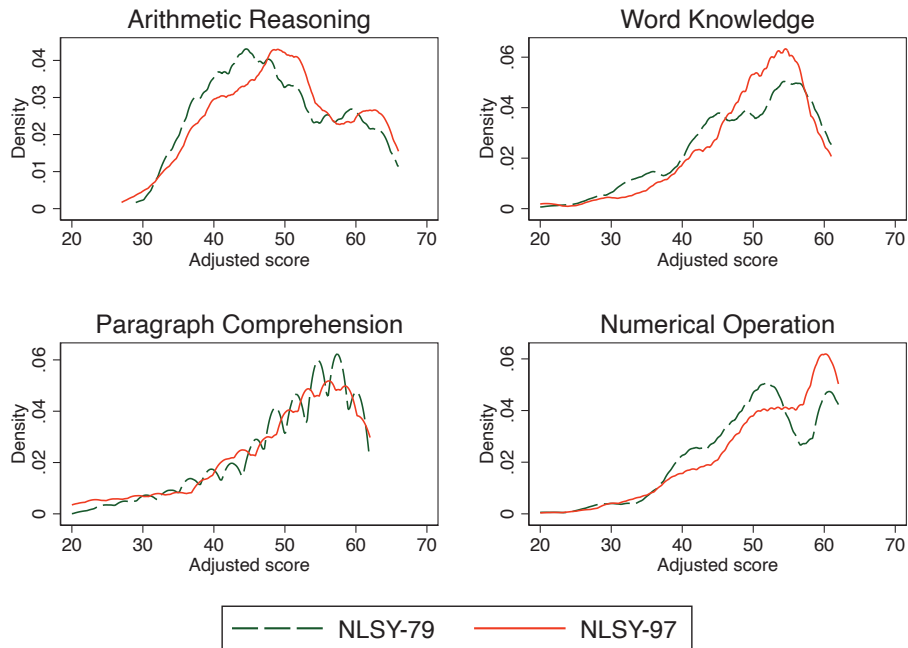 Arithmetic Reasoning
Density
0 .01 .02 .03 .04
20 30 40 50 60 70
Adjusted score
Word Knowledge
Density
0 .02 .04 .06
20 30 40 50 60 70
Adjusted score
Paragraph Comprehension
Density
0 .02 .04 .06
20 30 40 50 60 70
Adjusted score
Numerical Operation
Density
0 .02 .04 .06
20 30 40 50 60 70
Adjusted score
NLSY-79 NLSY-97